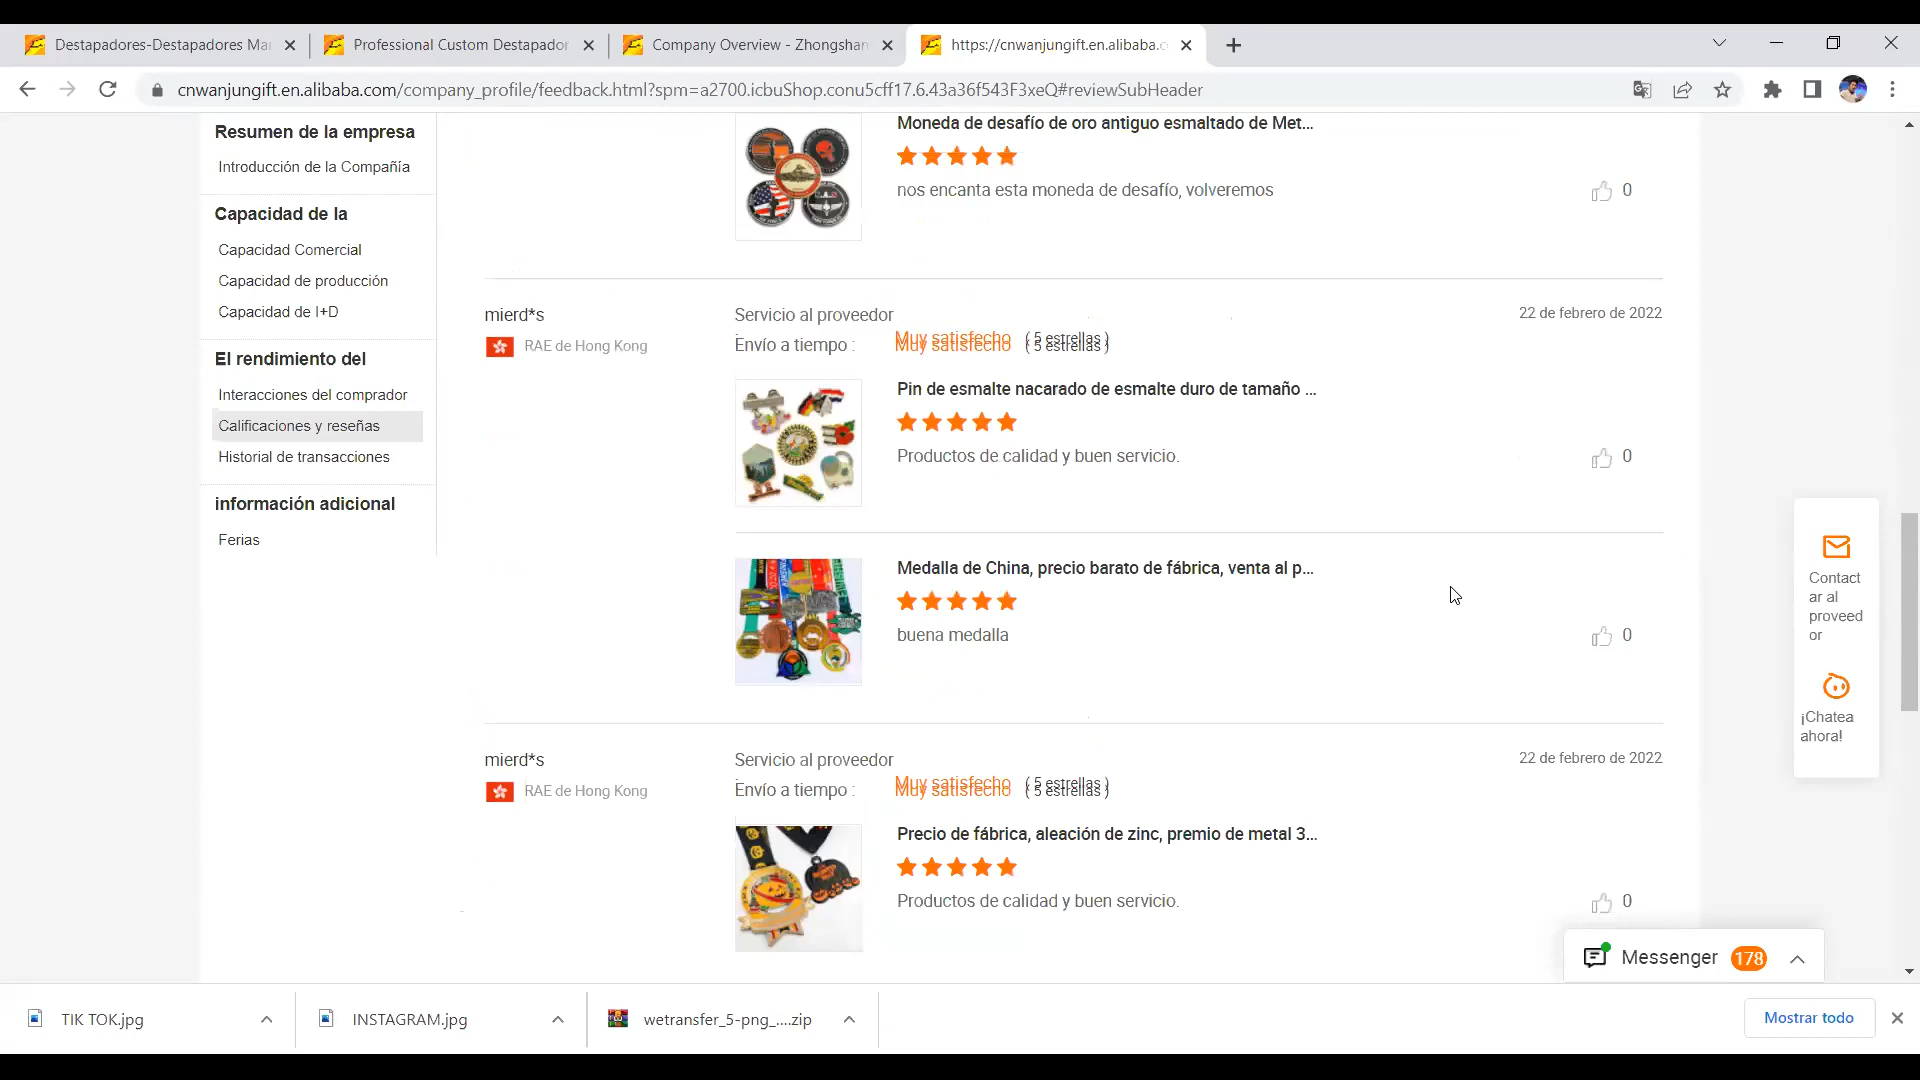 Destapadores-Destapadores Ma
Professional Custom Destapador
Company Overview - Zhongshan
https://cnwanjungift.en.alibaba.c
cnwanjungift.en.alibaba.com/company_profile/feedback.html?spm=a2700.icbuShop.conu5cff17.6.43a36f543F3xeQ#reviewSubHeader
Resumen de la empresa
Introducción de la Compañía
Capacidad de la
Capacidad Comercial
Capacidad de producción
Capacidad de I+D
El rendimiento del
Interacciones del comprador
Calificaciones y reseñas
Historial de transacciones
información adicional
Ferias
Moneda de desafío de oro antiguo esmaltado de Met...
nos encanta esta moneda de desafío, volveremos
0
mierd*s
RAE de Hong Kong
Servicio al proveedor
Muy satisfecho ( 5 estrellas )
22 de febrero de 2022
Envío a tiempo :
Muy satisfecho ( 5 estrellas )
Pin de esmalte nacarado de esmalte duro de tamaño ...
Productos de calidad y buen servicio.
0
Medalla de China, precio barato de fábrica, venta al p...
buena medalla
0
mierd*s
RAE de Hong Kong
Servicio al proveedor
Muy satisfecho ( 5 estrellas )
22 de febrero de 2022
Envío a tiempo :
Muy satisfecho ( 5 estrellas )
Precio de fábrica, aleación de zinc, premio de metal 3...
Productos de calidad y buen servicio.
0
Contact
ar al
proveed
or
¡Chatea
ahora!
Messenger 178
TIK TOK.jpg
INSTAGRAM.jpg
wetransfer_5-png_....zip
Mostrar todo